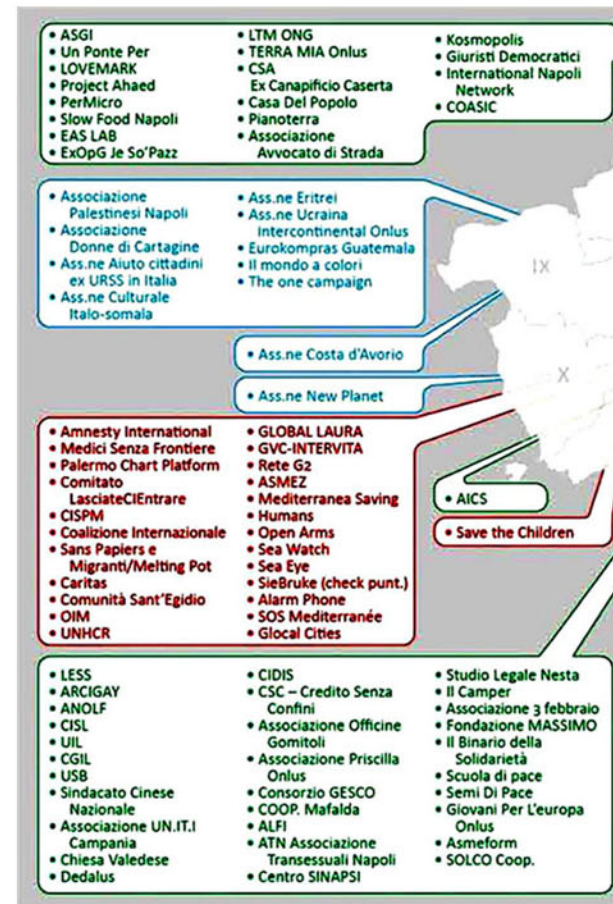 • ASGI
• Un Ponte Per
• LOVEMARK
• Project Ahaed
• PerMicro
• Slow Food Napoli
• EAS LAB
• ExOpG Je So'Pazz
• LTM ONG
• TERRA MIA Onlus
• CSA
Ex Canapificio Caserta
• Casa Del Popolo
• Pianoterra
• Associazione
Avvocato di Strada
• Kosmopolis
• Giuristi Democratici
• International Napoli
Network
• COASIC
• Associazione
Palestinesi Napoli
• Associazione
Donne di Cartagine
• Ass.ne Aiuto cittadini
ex URSS in Italia
• Ass.ne Culturale
Italo-somala
• Ass.ne Eritrei
• Ass.ne Ucraina
Intercontinental Onlus
• Eurokompras Guatemala
• Il mondo a colori
• The one campaign
IX
• Ass.ne Costa d'Avorio
X
• Ass.ne New Planet
• Amnesty International
• Medici Senza Frontiere
• Palermo Chart Platform
• Comitato
LasciateCIEntrare
• CISPM
• Coalizione Internazionale
• Sans Papiers e
Migranti/Melting Pot
• Caritas
• Comunità Sant'Egidio
• OIM
• UNHCR
• GLOBAL LAURA
• GVC-INTERVITA
• Rete G2
• ASMEZ
• Mediterranea Saving
• Humans
• Open Arms
• Sea Watch
• Sea Eye
• SieBruke (check punt.)
• Alarm Phone
• SOS Mediterranée
• Glocal Cities
• AICS
• Save the Children
• LESS
• ARCIGAY
• ANOLF
• CISL
• UIL
• CGIL
• USB
• Sindacato Cinese
Nazionale
• Associazione UN.IT.I
Campania
• Chiesa Valedese
• Dedalus
• CIDIS
• CSC – Credito Senza
Confini
• Associazione Officine
Gomitoli
• Associazione Priscilla
Onlus
• Consorzio GESCO
• COOP. Mafalda
• ALFI
• ATN Associazione
Transessuali Napoli
• Centro SINAPSI
• Studio Legale Nesta
• Il Camper
• Associazione 3 febbraio
• Fondazione MASSIMO
• Il Binario della
Solidarietà
• Scuola di pace
• Semi Di Pace
• Giovani Per L'europa
Onlus
• Asmeform
• SOLCO Coop.